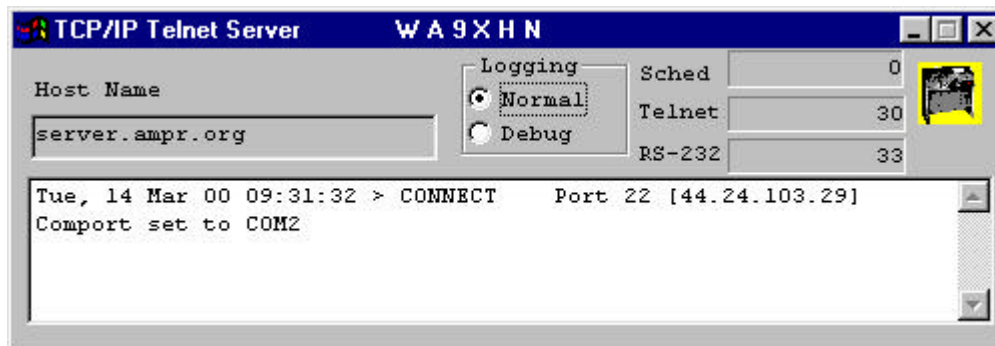 TCP/IP Telnet Server WA9XHN
Host Name
server.ampr.org
Logging
Normal
Debug
Sched 0
Telnet 30
RS-232 33
Tue, 14 Mar 00 09:31:32 > CONNECT Port 22 [44.24.103.29]
Comport set to COM2